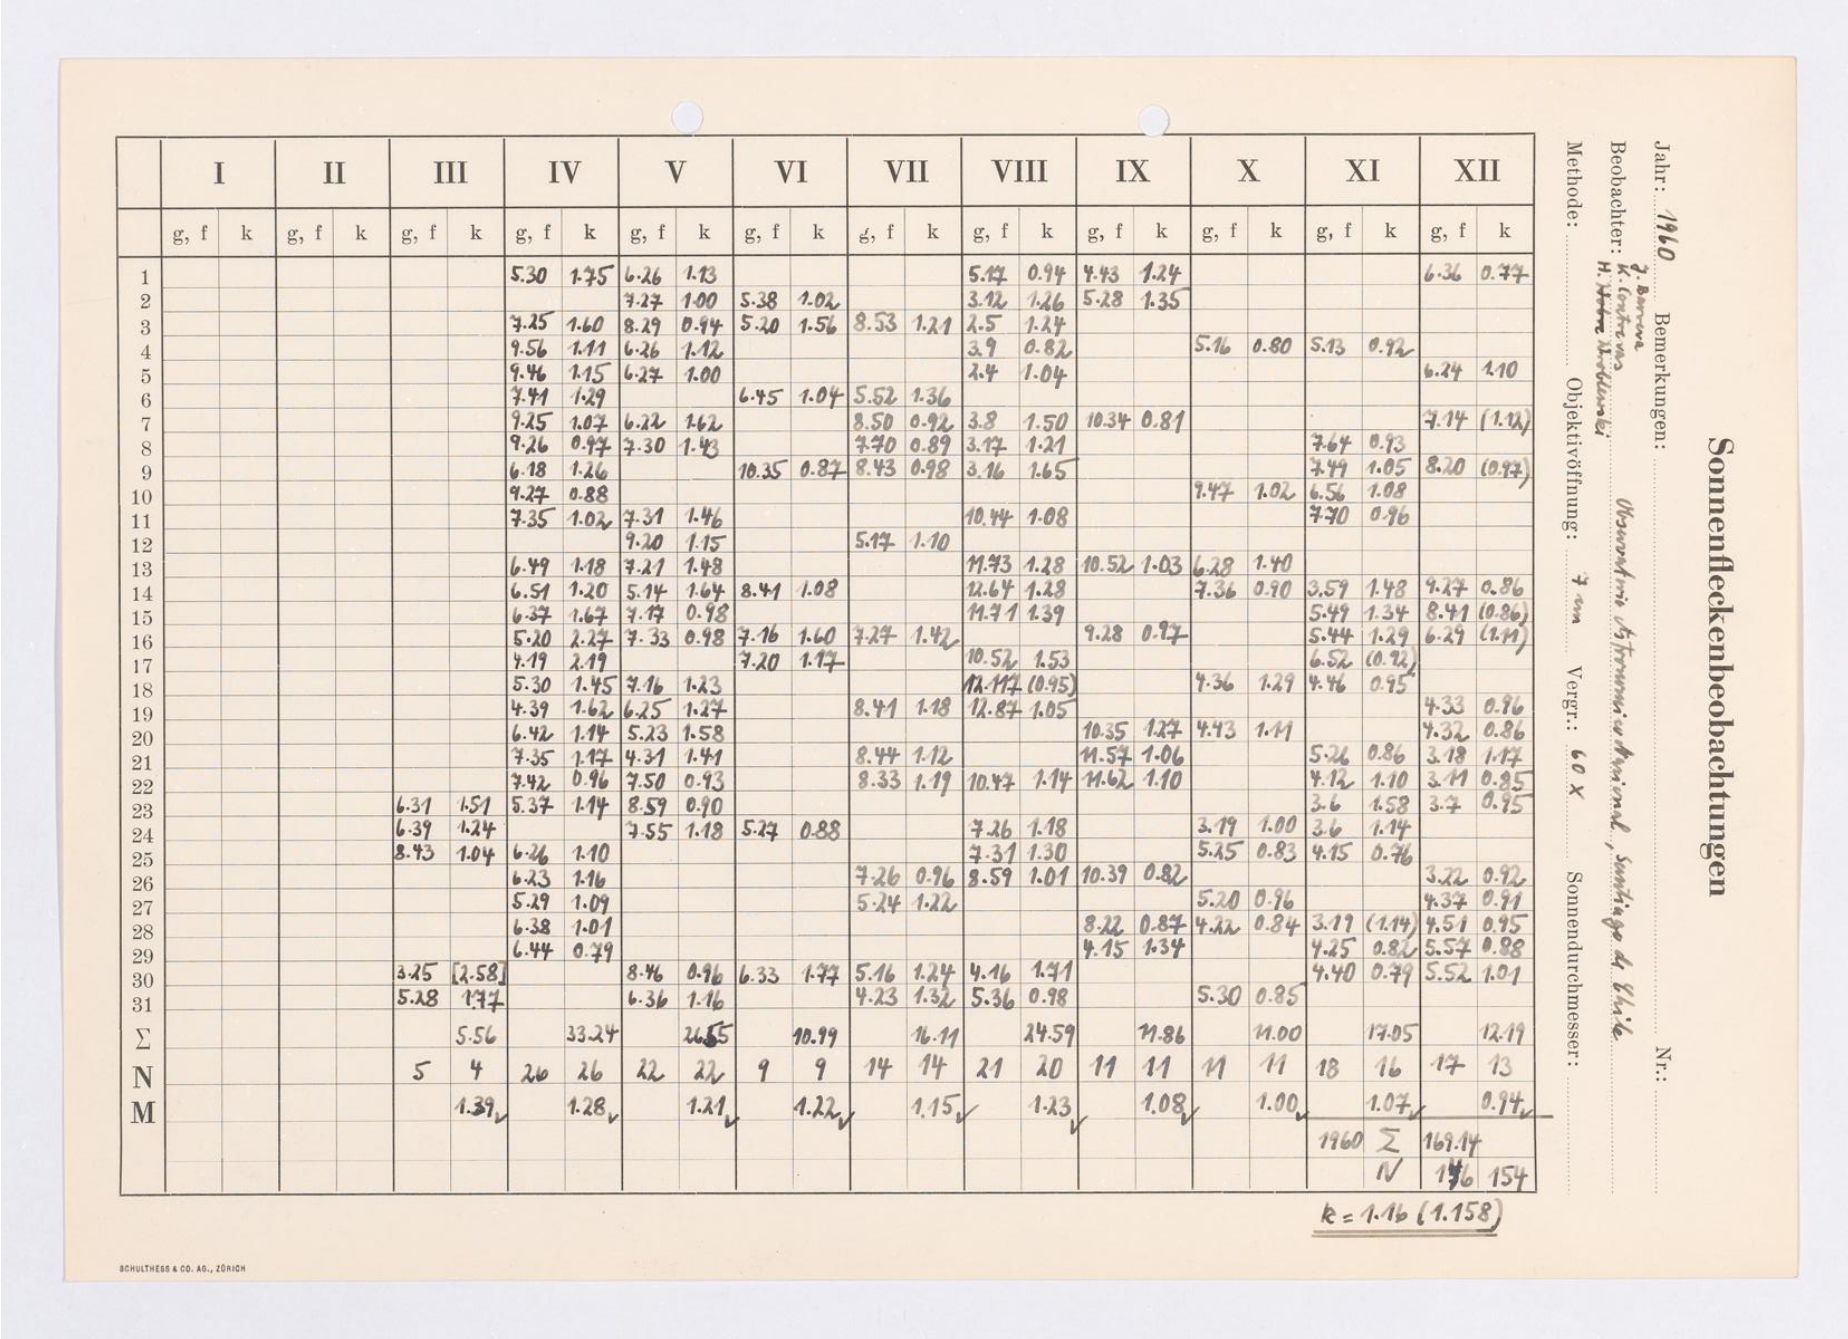 I II III IV V VI VII VIII IX X XI XII
g, f k g, f k g, f k g, f k g, f k g, f k g, f k g, f k g, f k g, f k g, f k g, f k
1 5.30 1.75 6.26 1.13 5.17 0.94 4.43 1.24 6.36 0.77
2 7.27 1.00 5.38 1.02 3.12 1.26 5.28 1.35
3 7.25 1.60 8.29 0.94 5.20 1.56 8.53 1.21 2.5 1.24
4 9.56 1.11 6.26 1.12 3.9 0.82 5.16 0.80 5.13 0.92
5 9.46 1.15 6.27 1.00 2.4 1.04 6.24 1.10
6 7.41 1.29 6.45 1.04 5.52 1.36
7 9.25 1.07 6.22 1.62 8.50 0.92 3.8 1.50 10.34 0.81 7.14 (1.12)
8 9.26 0.97 7.30 1.43 7.70 0.89 3.17 1.21 7.64 0.93
9 6.18 1.26 10.35 0.87 8.43 0.98 3.16 1.65 7.49 1.05 8.20 (0.97)
10 9.27 0.88 9.47 1.02 6.56 1.08
11 7.35 1.02 7.31 1.46 10.44 1.08 7.70 0.96
12 9.20 1.15 5.17 1.10
13 6.49 1.18 7.21 1.48 11.73 1.28 10.52 1.03 6.28 1.40
14 6.51 1.20 5.14 1.64 8.41 1.08 12.64 1.28 7.36 0.90 3.59 1.48 9.27 0.86
15 6.37 1.67 7.17 0.98 11.71 1.39 5.49 1.34 8.41 (0.86)
16 5.20 2.27 7.33 0.98 7.16 1.60 7.27 1.42 9.28 0.97 5.44 1.29 6.29 (1.11)
17 4.19 2.19 7.20 1.17 10.52 1.53 6.52 (0.92)
18 5.30 1.45 7.16 1.23 12.117 (0.95) 4.36 1.29 4.46 0.95
19 4.39 1.62 6.25 1.27 8.41 1.18 12.87 1.05 4.33 0.96
20 6.42 1.14 5.23 1.58 10.35 1.27 4.43 1.11 4.32 0.86
21 7.35 1.17 4.31 1.41 8.44 1.12 11.57 1.06 5.26 0.86 3.18 1.17
22 7.42 0.96 7.50 0.93 8.33 1.19 10.47 1.14 11.62 1.10 4.12 1.10 3.11 0.85
23 6.31 1.51 5.37 1.14 8.59 0.90 3.6 1.58 3.7 0.95
24 6.39 1.24 7.55 1.18 5.27 0.88 7.26 1.18 3.19 1.00 3.6 1.14
25 8.43 1.04 6.26 1.10 7.31 1.30 5.25 0.83 4.15 0.76
26 6.23 1.16 7.26 0.96 8.59 1.01 10.39 0.82 3.22 0.92
27 5.29 1.09 5.24 1.22 5.20 0.96 4.37 0.91
28 6.38 1.01 8.22 0.87 4.22 0.84 3.19 (1.14) 4.51 0.95
29 6.44 0.79 4.15 1.34 4.25 0.82 5.57 0.88
30 3.25 [2.58] 8.46 0.96 6.33 1.77 5.16 1.24 4.16 1.71 4.40 0.79 5.52 1.01
31 5.28 1.77 6.36 1.16 4.23 1.32 5.36 0.98 5.30 0.85
Σ 5.56 33.24 26.55 10.99 16.11 24.59 11.86 11.00 17.05 12.19
N 5 4 26 26 22 22 9 9 14 14 21 20 11 11 11 11 18 16 17 13
M 1.39 1.28 1.21 1.22 1.15 1.23 1.08 1.00 1.07 0.94
1960 Σ 169.14
N 176 154
k = 1.16 (1.158)
SCHULTHESS & CO. AG., ZÜRICH
Sonnenfleckenbeobachtungen
Jahr: 1960 Bemerkungen: Nr.:
J. Barrera
Beobachter: K. Contreras Observatorio Astronomico Nacional, Santiago de Chile
H. Wroblewski
Methode: Objektivöffnung: 7 cm Vergr.: 60 X Sonnendurchmesser: